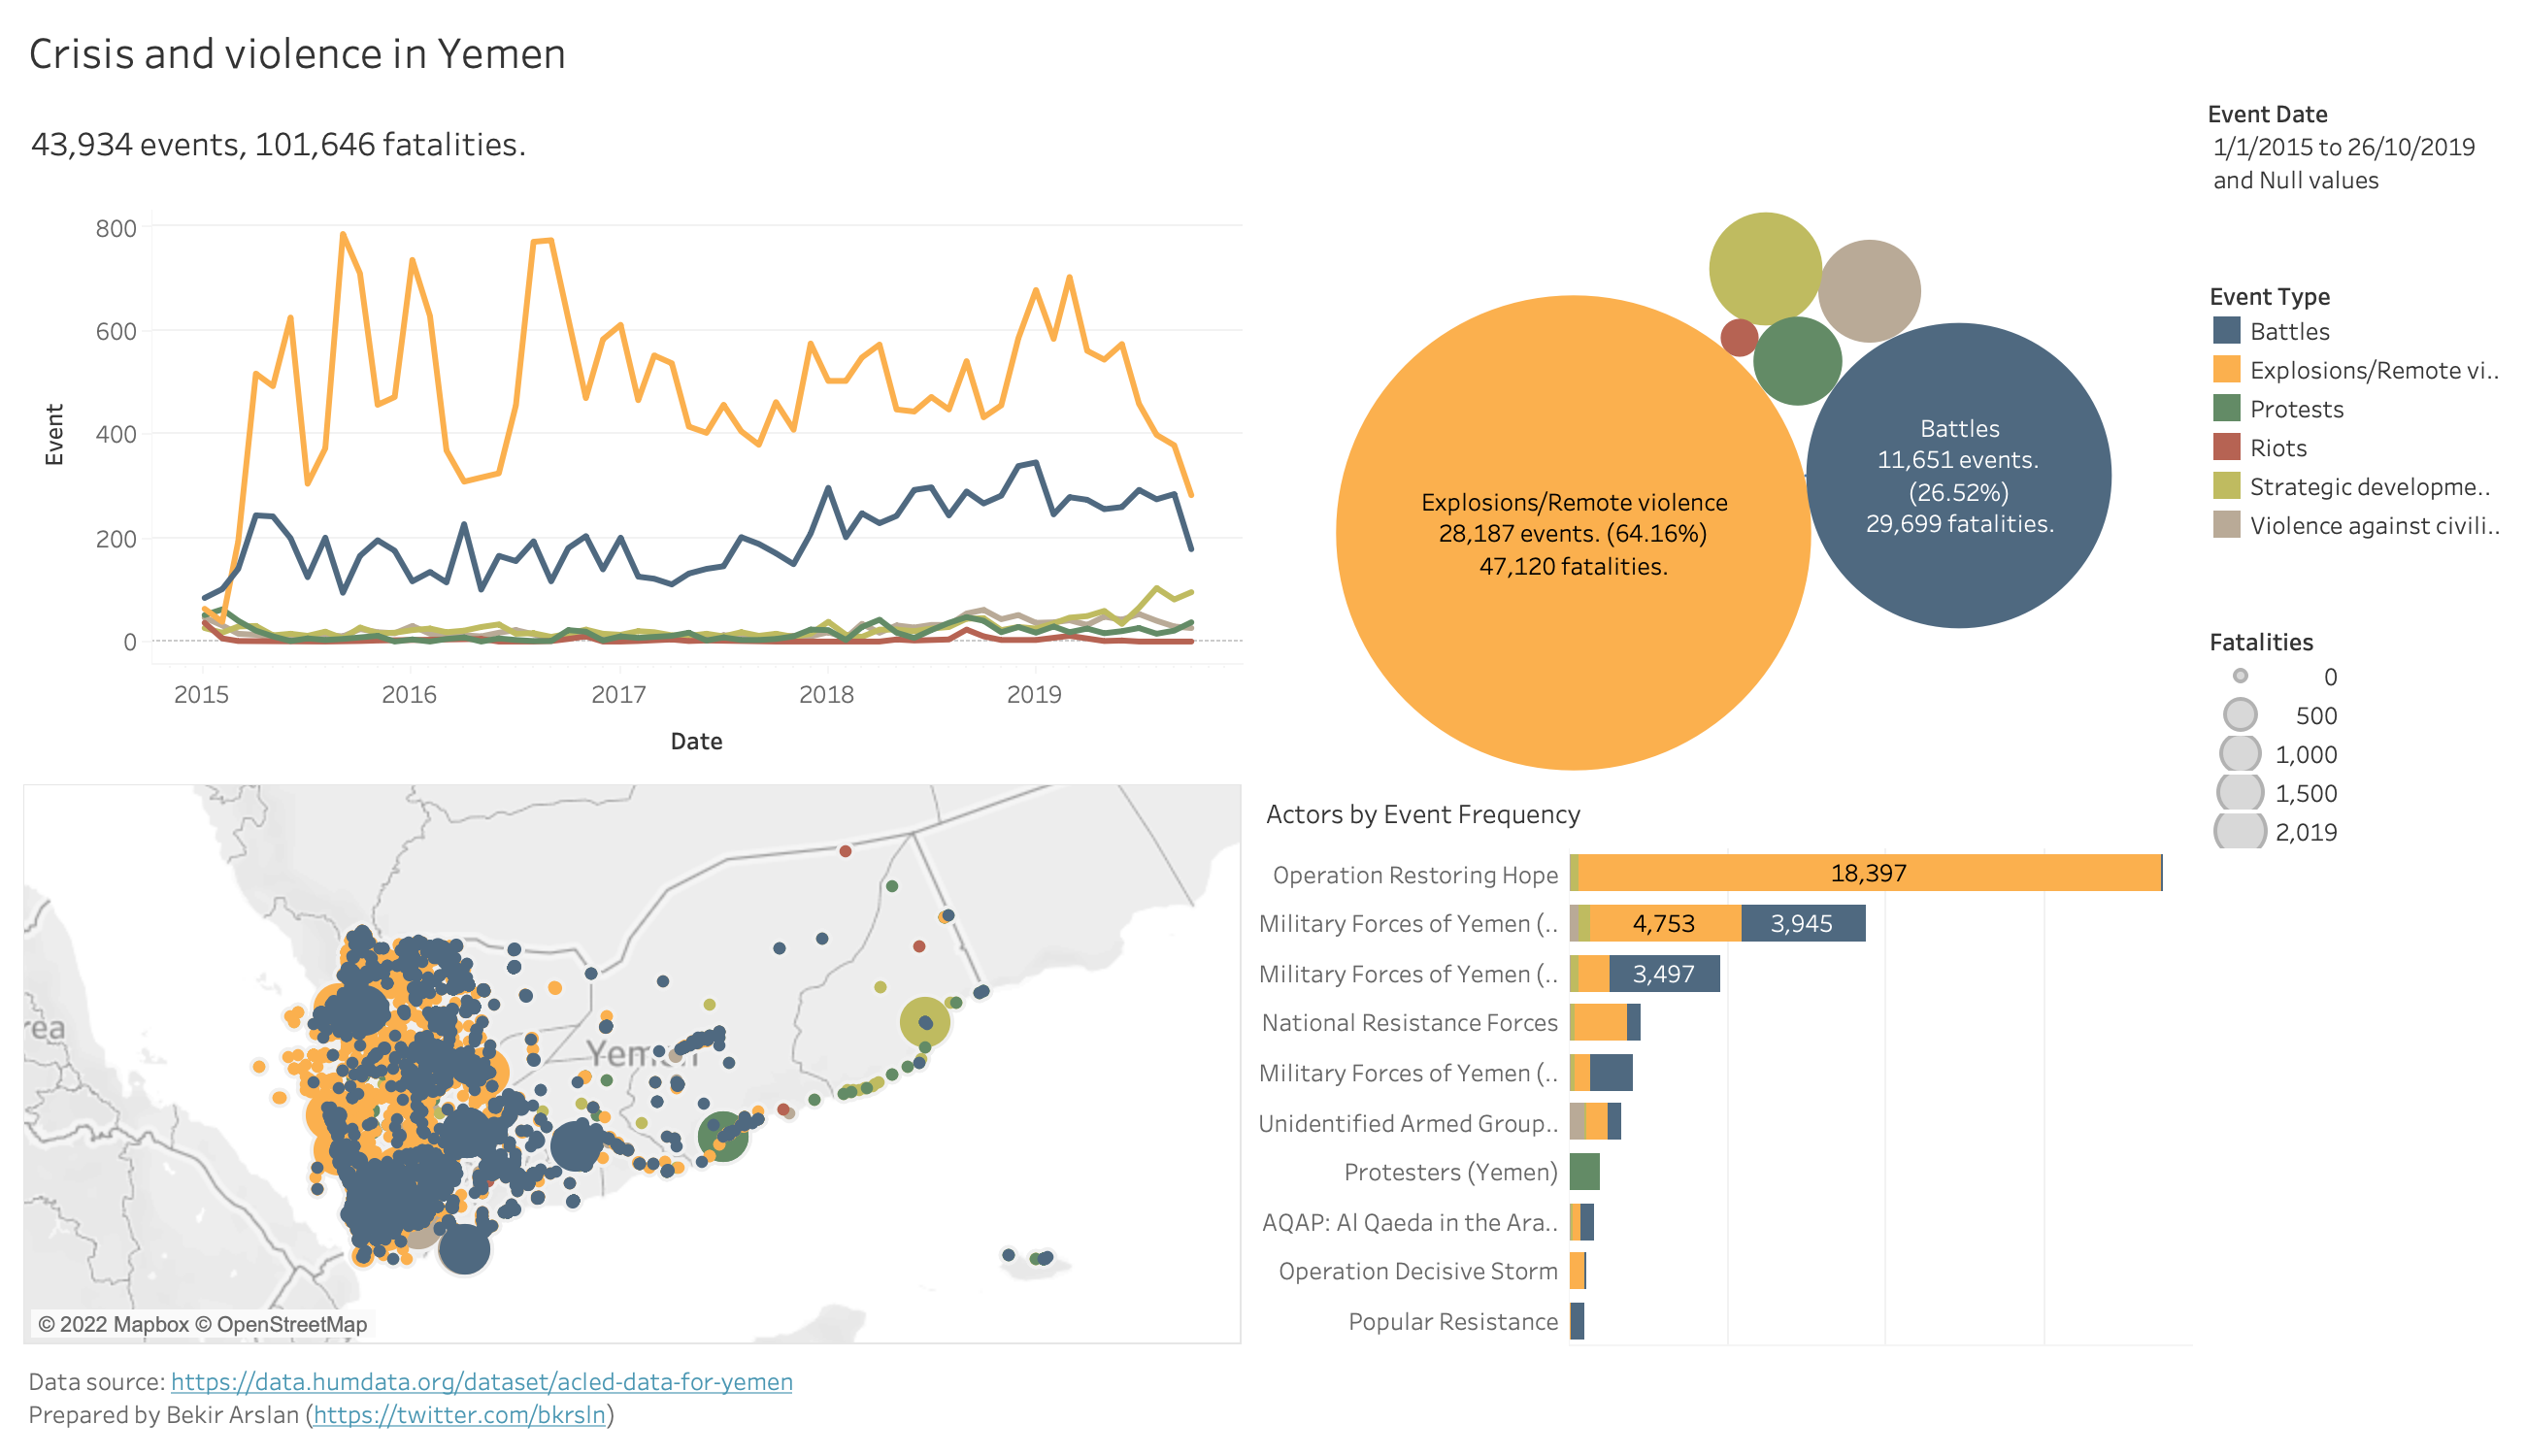 Crisis and violence in Yemen
43,934 events, 101,646 fatalities.
Event Date
1/1/2015 to 26/10/2019
and Null values
800
600
400
200
0
Event
2015
2016
2017
2018
2019
Date
Explosions/Remote violence
28,187 events. (64.16%)
47,120 fatalities.
Battles
11,651 events.
(26.52%)
29,699 fatalities.
Event Type
Battles
Explosions/Remote vi..
Protests
Riots
Strategic developme..
Violence against civili..
Fatalities
0
500
1,000
1,500
2,019
rea
Yemen
© 2022 Mapbox © OpenStreetMap
Actors by Event Frequency
Operation Restoring Hope
18,397
Military Forces of Yemen (..
4,753
3,945
Military Forces of Yemen (..
3,497
National Resistance Forces
Military Forces of Yemen (..
Unidentified Armed Group..
Protesters (Yemen)
AQAP: Al Qaeda in the Ara..
Operation Decisive Storm
Popular Resistance
Data source: https://data.humdata.org/dataset/acled-data-for-yemen
Prepared by Bekir Arslan (https://twitter.com/bkrsln)